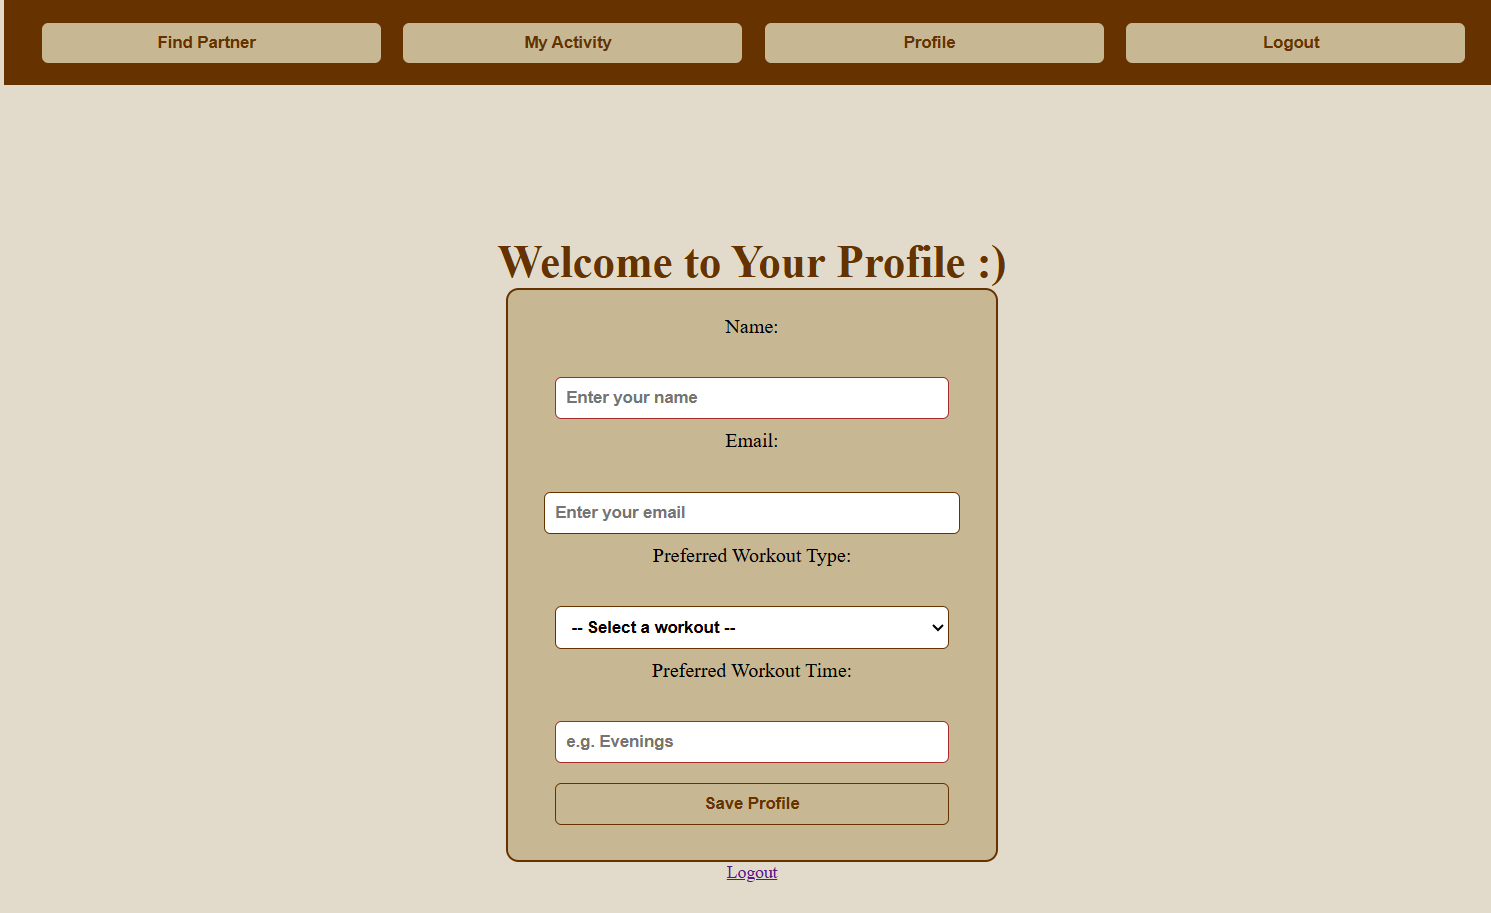 Find Partner
My Activity
Profile
Logout
Welcome to Your Profile :)
Name:
Enter your name
Email:
Enter your email
Preferred Workout Type:
-- Select a workout --
Preferred Workout Time:
e.g. Evenings
Save Profile
Logout